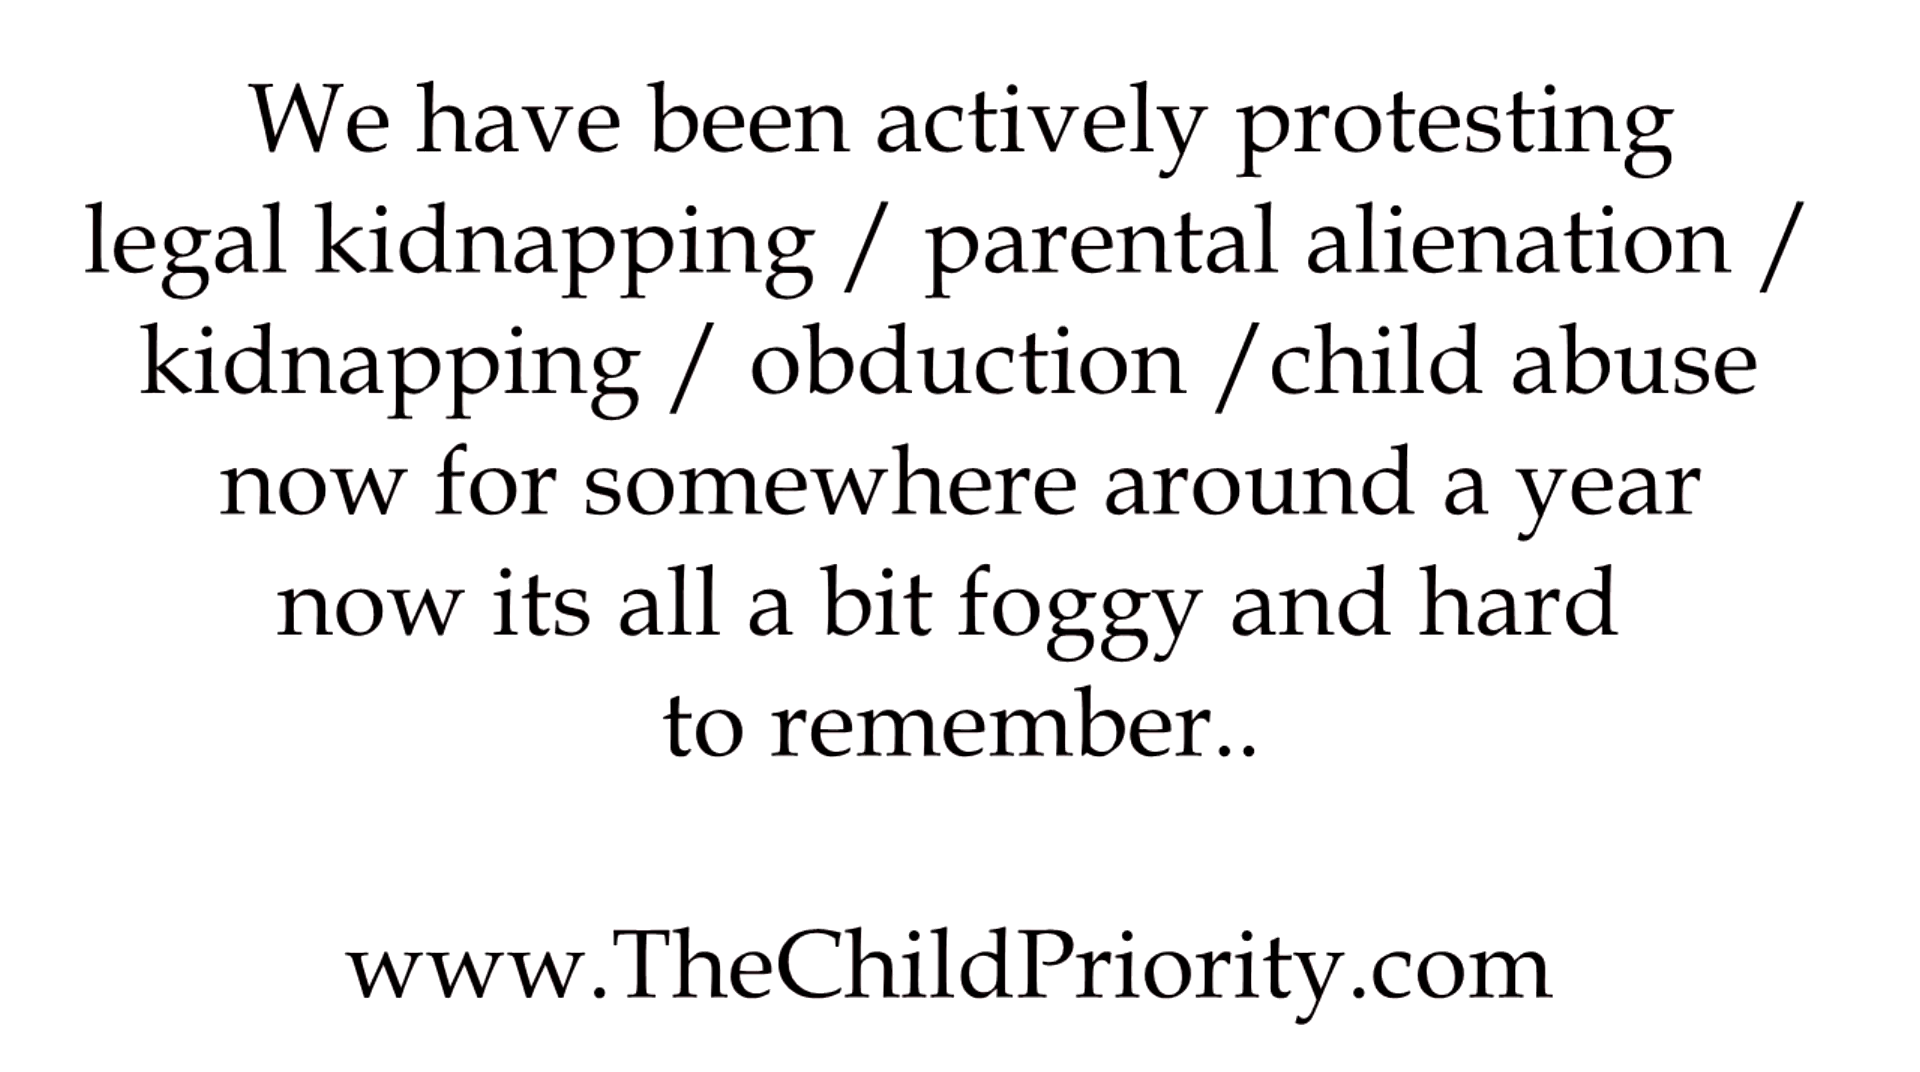 We have been actively protesting
legal kidnapping / parental alienation /
kidnapping / obduction /child abuse
now for somewhere around a year
now its all a bit foggy and hard
to remember..
www.TheChildPriority.com